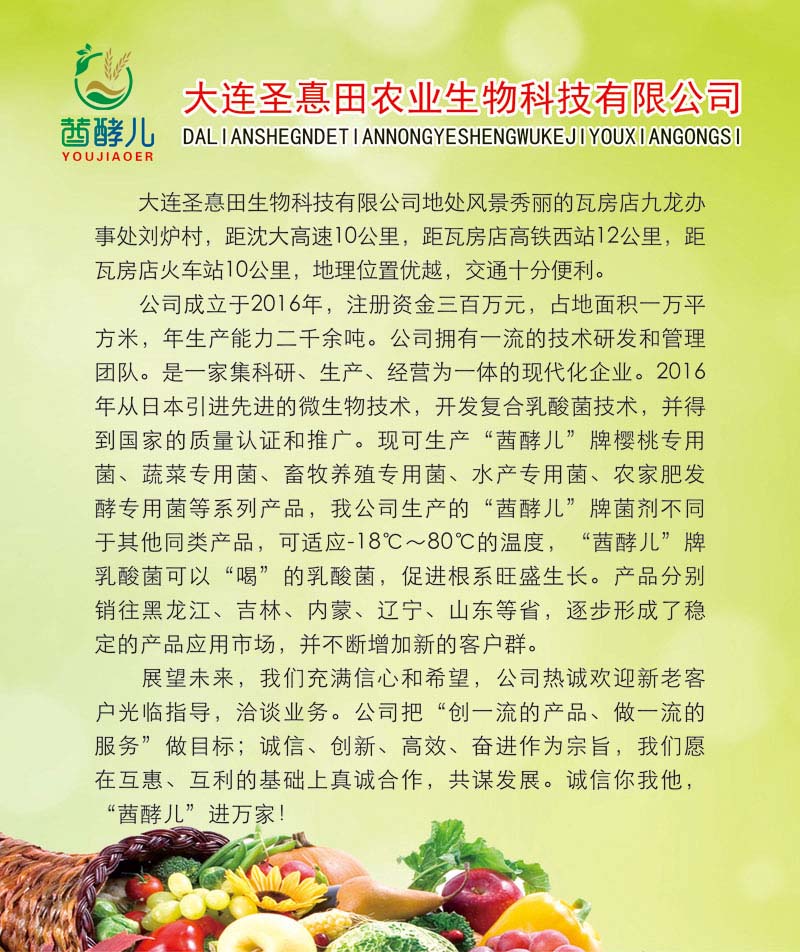 莤酵儿
YOUJIAOER
大连圣惪田农业生物科技有限公司
DALIANSHEGNDETIANNONGYESHENGWUKEJIYOUXIANGONGSI
大连圣惪田生物科技有限公司地处风景秀丽的瓦房店九龙办
事处刘炉村，距沈大高速10公里，距瓦房店高铁西站12公里，距
瓦房店火车站10公里，地理位置优越，交通十分便利。
公司成立于2016年，注册资金三百万元，占地面积一万平
方米，年生产能力二千余吨。公司拥有一流的技术研发和管理
团队。是一家集科研、生产、经营为一体的现代化企业。2016
年从日本引进先进的微生物技术，开发复合乳酸菌技术，并得
到国家的质量认证和推广。现可生产“莤酵儿”牌樱桃专用
菌、蔬菜专用菌、畜牧养殖专用菌、水产专用菌、农家肥发
酵专用菌等系列产品，我公司生产的“莤酵儿”牌菌剂不同
于其他同类产品，可适应-18℃～80℃的温度，“莤酵儿”牌
乳酸菌可以“喝”的乳酸菌，促进根系旺盛生长。产品分别
销往黑龙江、吉林、内蒙、辽宁、山东等省，逐步形成了稳
定的产品应用市场，并不断增加新的客户群。
展望未来，我们充满信心和希望，公司热诚欢迎新老客
户光临指导，洽谈业务。公司把“创一流的产品、做一流的
服务”做目标；诚信、创新、高效、奋进作为宗旨，我们愿
在互惠、互利的基础上真诚合作，共谋发展。诚信你我他，
“莤酵儿”进万家！